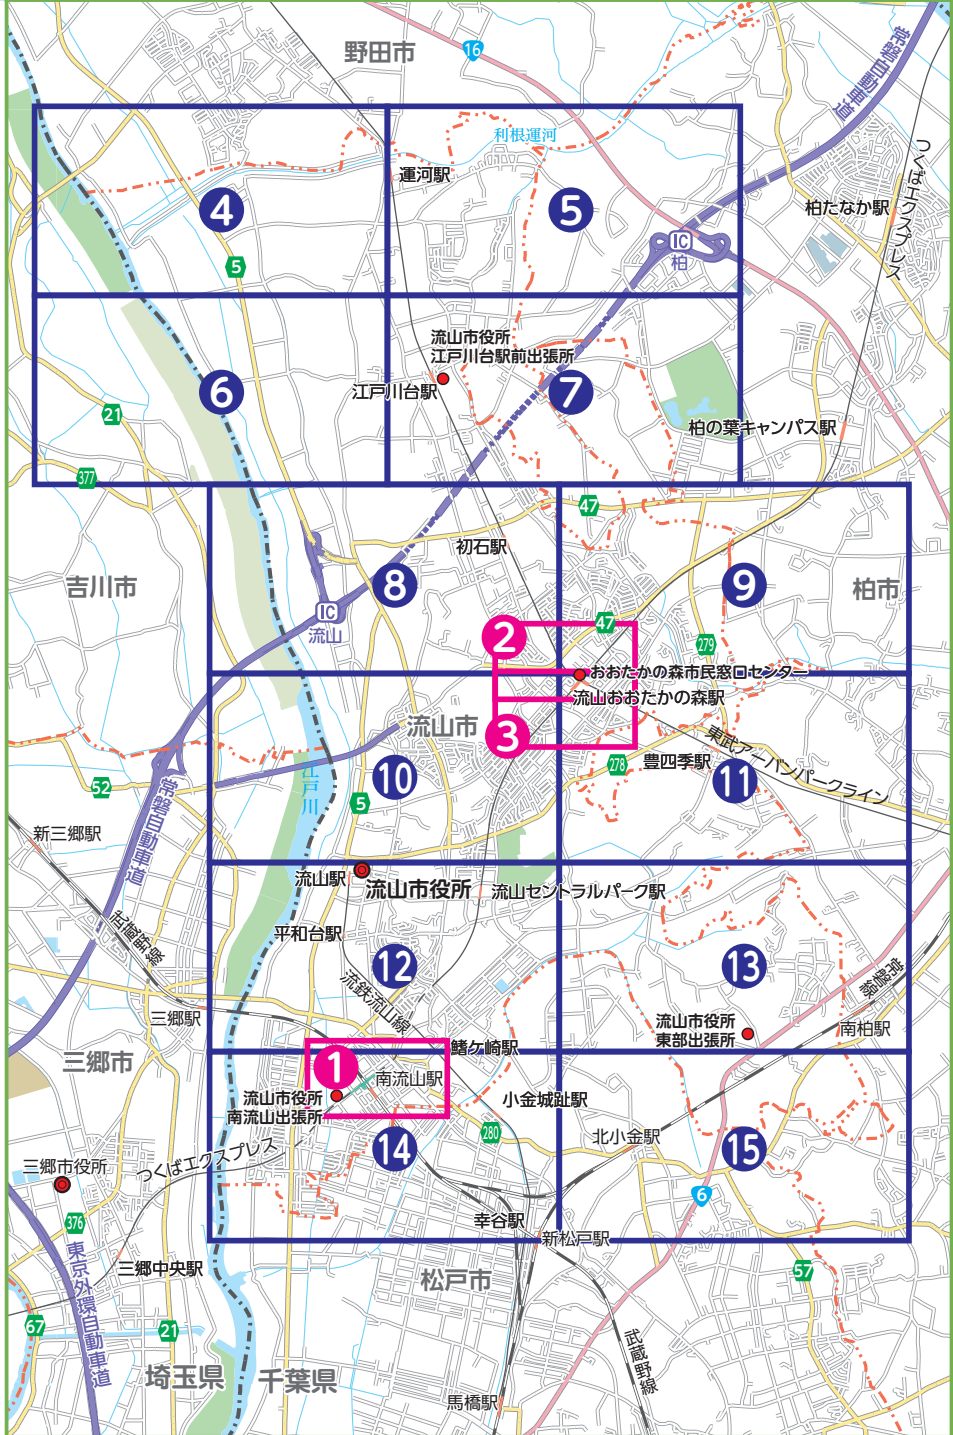 野田市
16
常磐自動車道
利根運河
運河駅
つくばエクスプレス
柏たなか駅
4
5
IC
柏
5
流山市役所
江戸川台駅前出張所
江戸川台駅
6
7
21
柏の葉キャンパス駅
377
47
初石駅
吉川市
8
9
柏市
IC
流山
2
47
279
おおたかの森市民窓口センター
流山おおたかの森駅
流山市
3
東武アーバンパークライン
278
豊四季駅
10
11
江戸川
52
5
常磐自動車道
新三郷駅
流山駅
流山市役所
流山セントラルパーク駅
武蔵野線
平和台駅
12
13
流鉄流山線
常磐線
三郷駅
流山市役所
東部出張所
南柏駅
三郷市
鰭ケ崎駅
1
南流山駅
流山市役所
南流山出張所
小金城趾駅
280
北小金駅
14
15
つくばエクスプレス
三郷市役所
6
376
幸谷駅
新松戸駅
東京外環自動車道
三郷中央駅
松戸市
57
67
21
武蔵野線
埼玉県
千葉県
馬橋駅